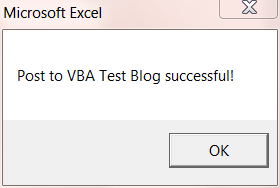 Microsoft Excel
Post to VBA Test Blog successful!
OK